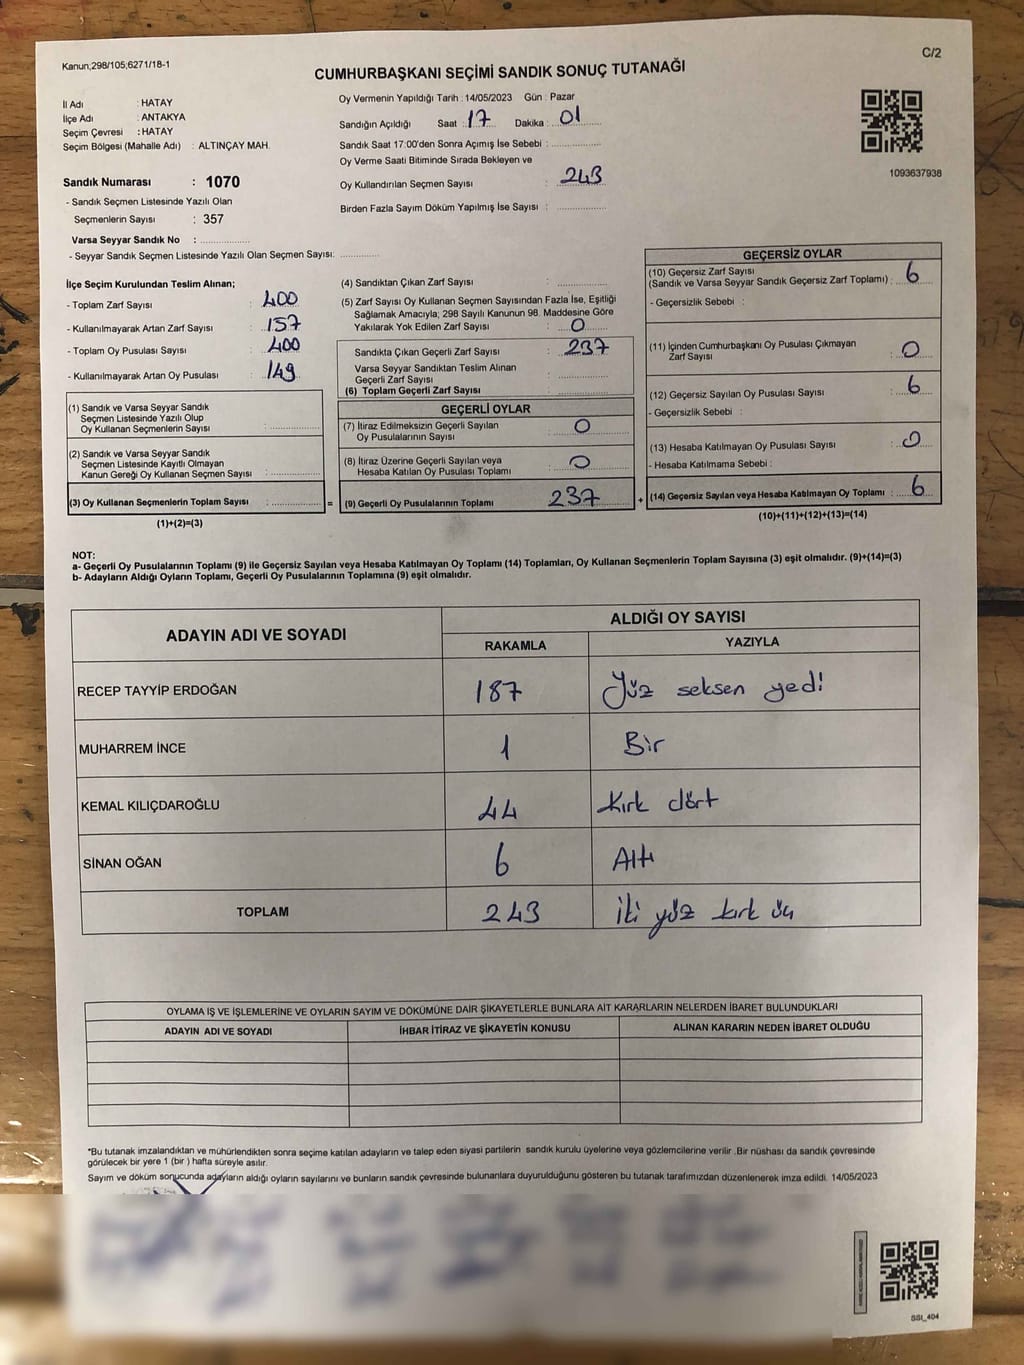 Kanun;298/105;6271/18-1
C/2
CUMHURBAŞKANI SEÇİMİ SANDIK SONUÇ TUTANAĞI
İl Adı : HATAY
İlçe Adı : ANTAKYA
Seçim Çevresi : HATAY
Seçim Bölgesi (Mahalle Adı) : ALTINÇAY MAH.
Sandık Numarası : 1070
- Sandık Seçmen Listesinde Yazılı Olan
Seçmenlerin Sayısı : 357
Varsa Seyyar Sandık No :
- Seyyar Sandık Seçmen Listesinde Yazılı Olan Seçmen Sayısı:
Oy Vermenin Yapıldığı Tarih : 14/05/2023 Gün : Pazar
Sandığın Açıldığı Saat : 17 Dakika : 01
Sandık Saat 17:00'den Sonra Açımış İse Sebebi :
Oy Verme Saati Bitiminde Sırada Bekleyen ve
Oy Kullandırılan Seçmen Sayısı : 243
Birden Fazla Sayım Döküm Yapılmış İse Sayısı :
1093637938
İlçe Seçim Kurulundan Teslim Alınan;
- Toplam Zarf Sayısı : 400
- Kullanılmayarak Artan Zarf Sayısı : 157
- Toplam Oy Pusulası Sayısı : 400
- Kullanılmayarak Artan Oy Pusulası : 149
(1) Sandık ve Varsa Seyyar Sandık
Seçmen Listesinde Yazılı Olup
Oy Kullanan Seçmenlerin Sayısı :
(2) Sandık ve Varsa Seyyar Sandık
Seçmen Listesinde Kayıtlı Olmayan
Kanun Gereği Oy Kullanan Seçmen Sayısı :
(3) Oy Kullanan Seçmenlerin Toplam Sayısı : =
(1)+(2)=(3)
(4) Sandıktan Çıkan Zarf Sayısı :
(5) Zarf Sayısı Oy Kullanan Seçmen Sayısından Fazla İse, Eşitliği
Sağlamak Amacıyla; 298 Sayılı Kanunun 98. Maddesine Göre
Yakılarak Yok Edilen Zarf Sayısı : 0
Sandıkta Çıkan Geçerli Zarf Sayısı : 237
Varsa Seyyar Sandıktan Teslim Alınan
Geçerli Zarf Sayısı :
(6) Toplam Geçerli Zarf Sayısı :
GEÇERLİ OYLAR
(7) İtiraz Edilmeksizin Geçerli Sayılan
Oy Pusulalarının Sayısı : 0
(8) İtiraz Üzerine Geçerli Sayılan veya
Hesaba Katılan Oy Pusulası Toplamı : 0
(9) Geçerli Oy Pusulalarının Toplamı : 237 +
GEÇERSİZ OYLAR
(10) Geçersiz Zarf Sayısı
(Sandık ve Varsa Seyyar Sandık Geçersiz Zarf Toplamı) : 6
- Geçersizlik Sebebi :
(11) İçinden Cumhurbaşkanı Oy Pusulası Çıkmayan
Zarf Sayısı : 0
(12) Geçersiz Sayılan Oy Pusulası Sayısı : 6
- Geçersizlik Sebebi :
(13) Hesaba Katılmayan Oy Pusulası Sayısı : 0
- Hesaba Katılmama Sebebi :
(14) Geçersiz Sayılan veya Hesaba Katılmayan Oy Toplamı : 6
(10)+(11)+(12)+(13)=(14)
NOT:
a- Geçerli Oy Pusulalarının Toplamı (9) ile Geçersiz Sayılan veya Hesaba Katılmayan Oy Toplamı (14) Toplamları, Oy Kullanan Seçmenlerin Toplam Sayısına (3) eşit olmalıdır. (9)+(14)=(3)
b- Adayların Aldığı Oyların Toplamı, Geçerli Oy Pusulalarının Toplamına (9) eşit olmalıdır.
ADAYIN ADI VE SOYADI
ALDIĞI OY SAYISI
RAKAMLA YAZIYLA
RECEP TAYYİP ERDOĞAN 187 Yüz seksen yedi
MUHARREM İNCE 1 Bir
KEMAL KILIÇDAROĞLU 44 Kırk dört
SİNAN OĞAN 6 Altı
TOPLAM 243 İki yüz kırk üç
OYLAMA İŞ VE İŞLEMLERİNE VE OYLARIN SAYIM VE DÖKÜMÜNE DAİR ŞİKAYETLERLE BUNLARA AİT KARARLARIN NELERDEN İBARET BULUNDUKLARI
ADAYIN ADI VE SOYADI İHBAR İTİRAZ VE ŞİKAYETİN KONUSU ALINAN KARARIN NEDEN İBARET OLDUĞU
*Bu tutanak imzalandıktan ve mühürlendikten sonra seçime katılan adayların ve talep eden siyasi partilerin sandık kurulu üyelerine veya gözlemcilerine verilir .Bir nüshası da sandık çevresinde
görülecek bir yere 1 (bir ) hafta süreyle asılır.
Sayım ve döküm sonucunda adayların aldığı oyların sayılarını ve bunların sandık çevresinde bulunanlara duyurulduğunu gösteren bu tutanak tarafımızdan düzenlenerek imza edildi. 14/05/2023
SSI_404